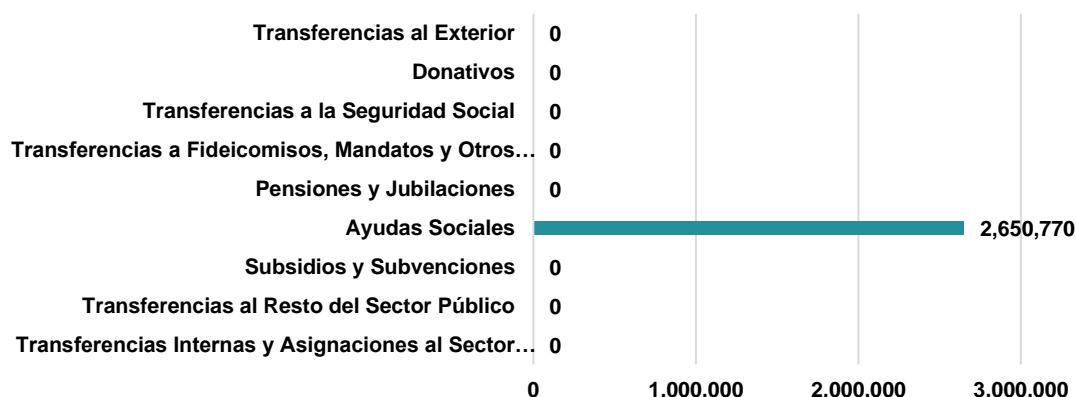 Transferencias al Exterior 0
Donativos 0
Transferencias a la Seguridad Social 0
Transferencias a Fideicomisos, Mandatos y Otros… 0
Pensiones y Jubilaciones 0
Ayudas Sociales 2,650,770
Subsidios y Subvenciones 0
Transferencias al Resto del Sector Público 0
Transferencias Internas y Asignaciones al Sector… 0
0 1,000,000 2,000,000 3,000,000